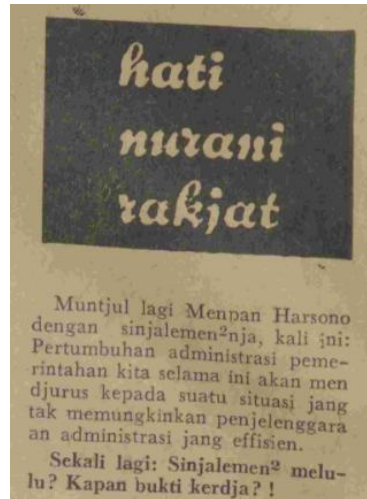 hati
nurani
rakjat
Muntjul lagi Menpan Harsono
dengan sinjalemen²nja, kali ini:
Pertumbuhan administrasi peme-
rintahan kita selama ini akan men
djurus kepada suatu situasi jang
tak memungkinkan penjelenggara
an administrasi jang effisien.
Sekali lagi: Sinjalemen² melu-
lu? Kapan bukti kerdja?!